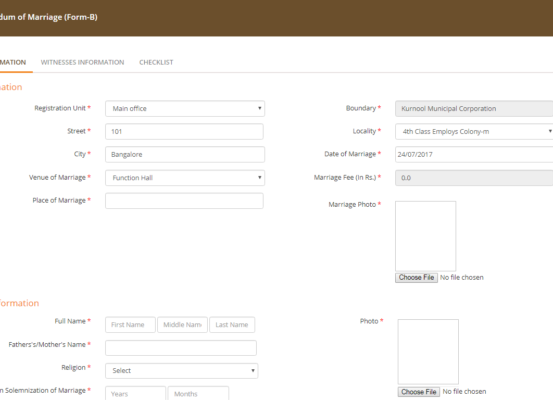 dum of Marriage (Form-B)
MATION WITNESSES INFORMATION CHECKLIST
ation
Registration Unit * Main office Boundary * Kurnool Municipal Corporation
Street * 101 Locality * 4th Class Employs Colony-m
City * Bangalore Date of Marriage * 24/07/2017
Venue of Marriage * Function Hall Marriage Fee (In Rs.) * 0.0
Place of Marriage * Marriage Photo *
Choose File No file chosen
formation
Full Name * First Name Middle Nam Last Name Photo *
Fathers's/Mother's Name *
Religion * Select
n Solemnization of Marriage * Years Months
Choose File No file chosen